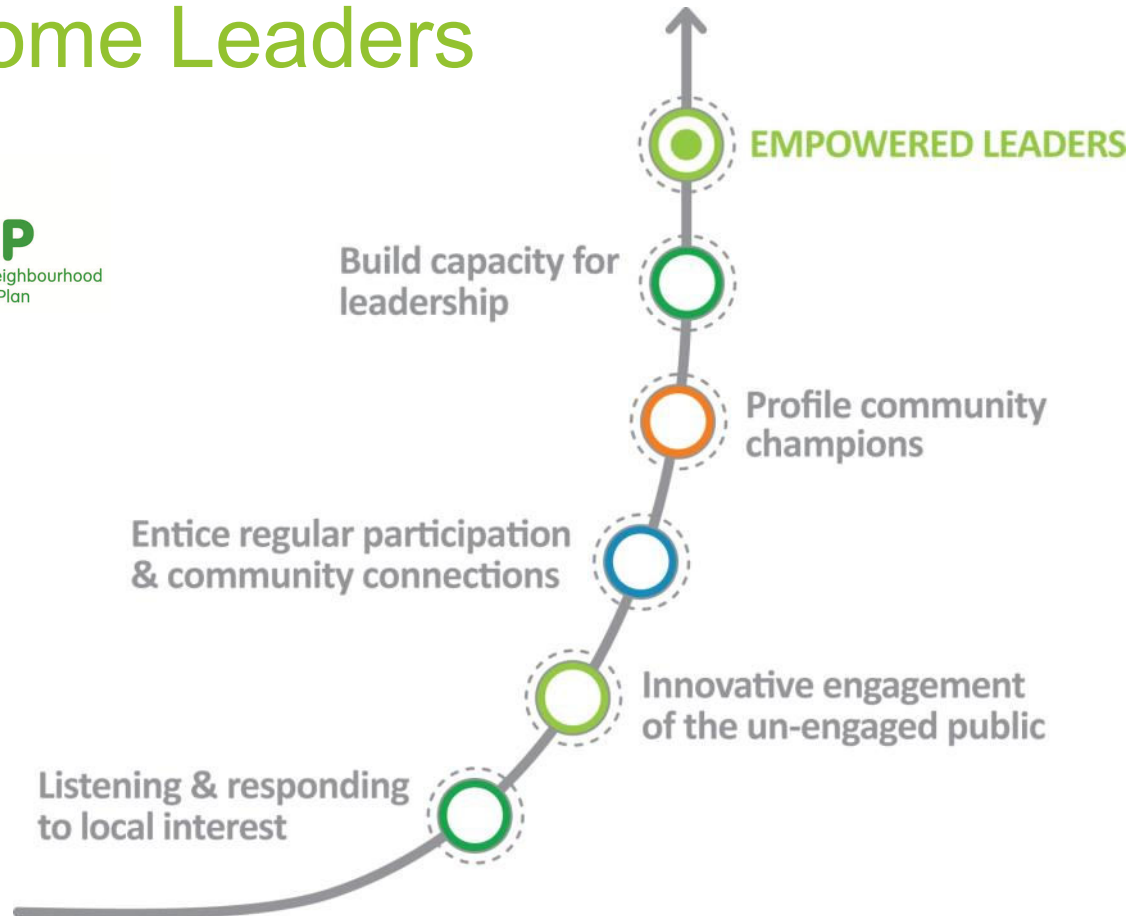 ome Leaders
EMPOWERED LEADERS
P
eighbourhood
Plan
Build capacity for
leadership
Profile community
champions
Entice regular participation
& community connections
Innovative engagement
of the un-engaged public
Listening & responding
to local interest